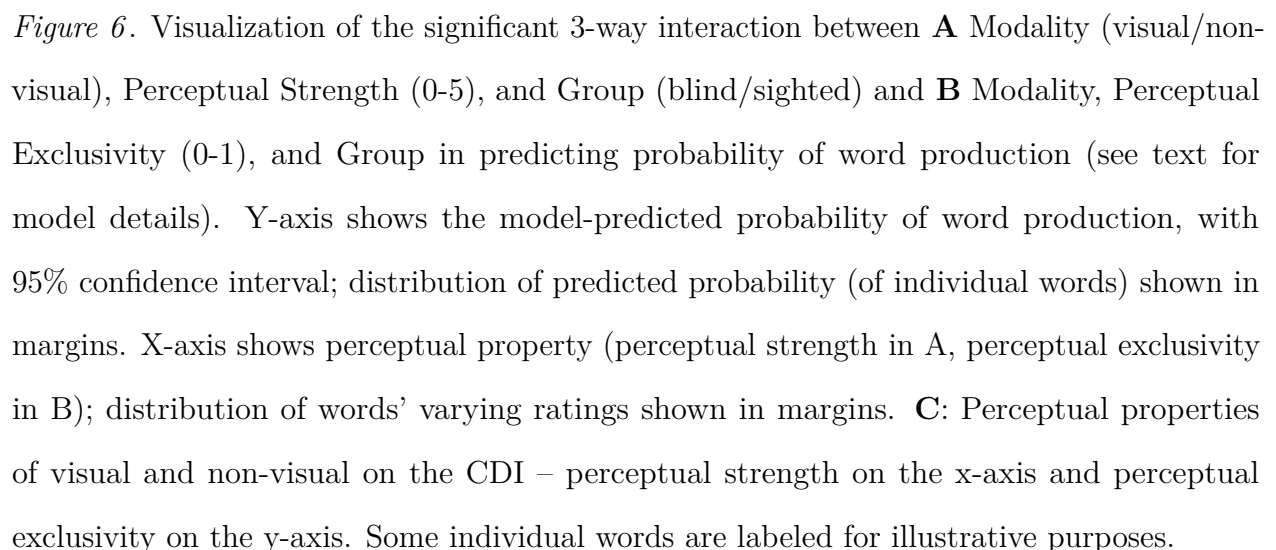 Figure 6. Visualization of the significant 3-way interaction between A Modality (visual/non-
visual), Perceptual Strength (0-5), and Group (blind/sighted) and B Modality, Perceptual
Exclusivity (0-1), and Group in predicting probability of word production (see text for
model details). Y-axis shows the model-predicted probability of word production, with
95% confidence interval; distribution of predicted probability (of individual words) shown in
margins. X-axis shows perceptual property (perceptual strength in A, perceptual exclusivity
in B); distribution of words’ varying ratings shown in margins. C: Perceptual properties
of visual and non-visual on the CDI – perceptual strength on the x-axis and perceptual
exclusivity on the y-axis. Some individual words are labeled for illustrative purposes.